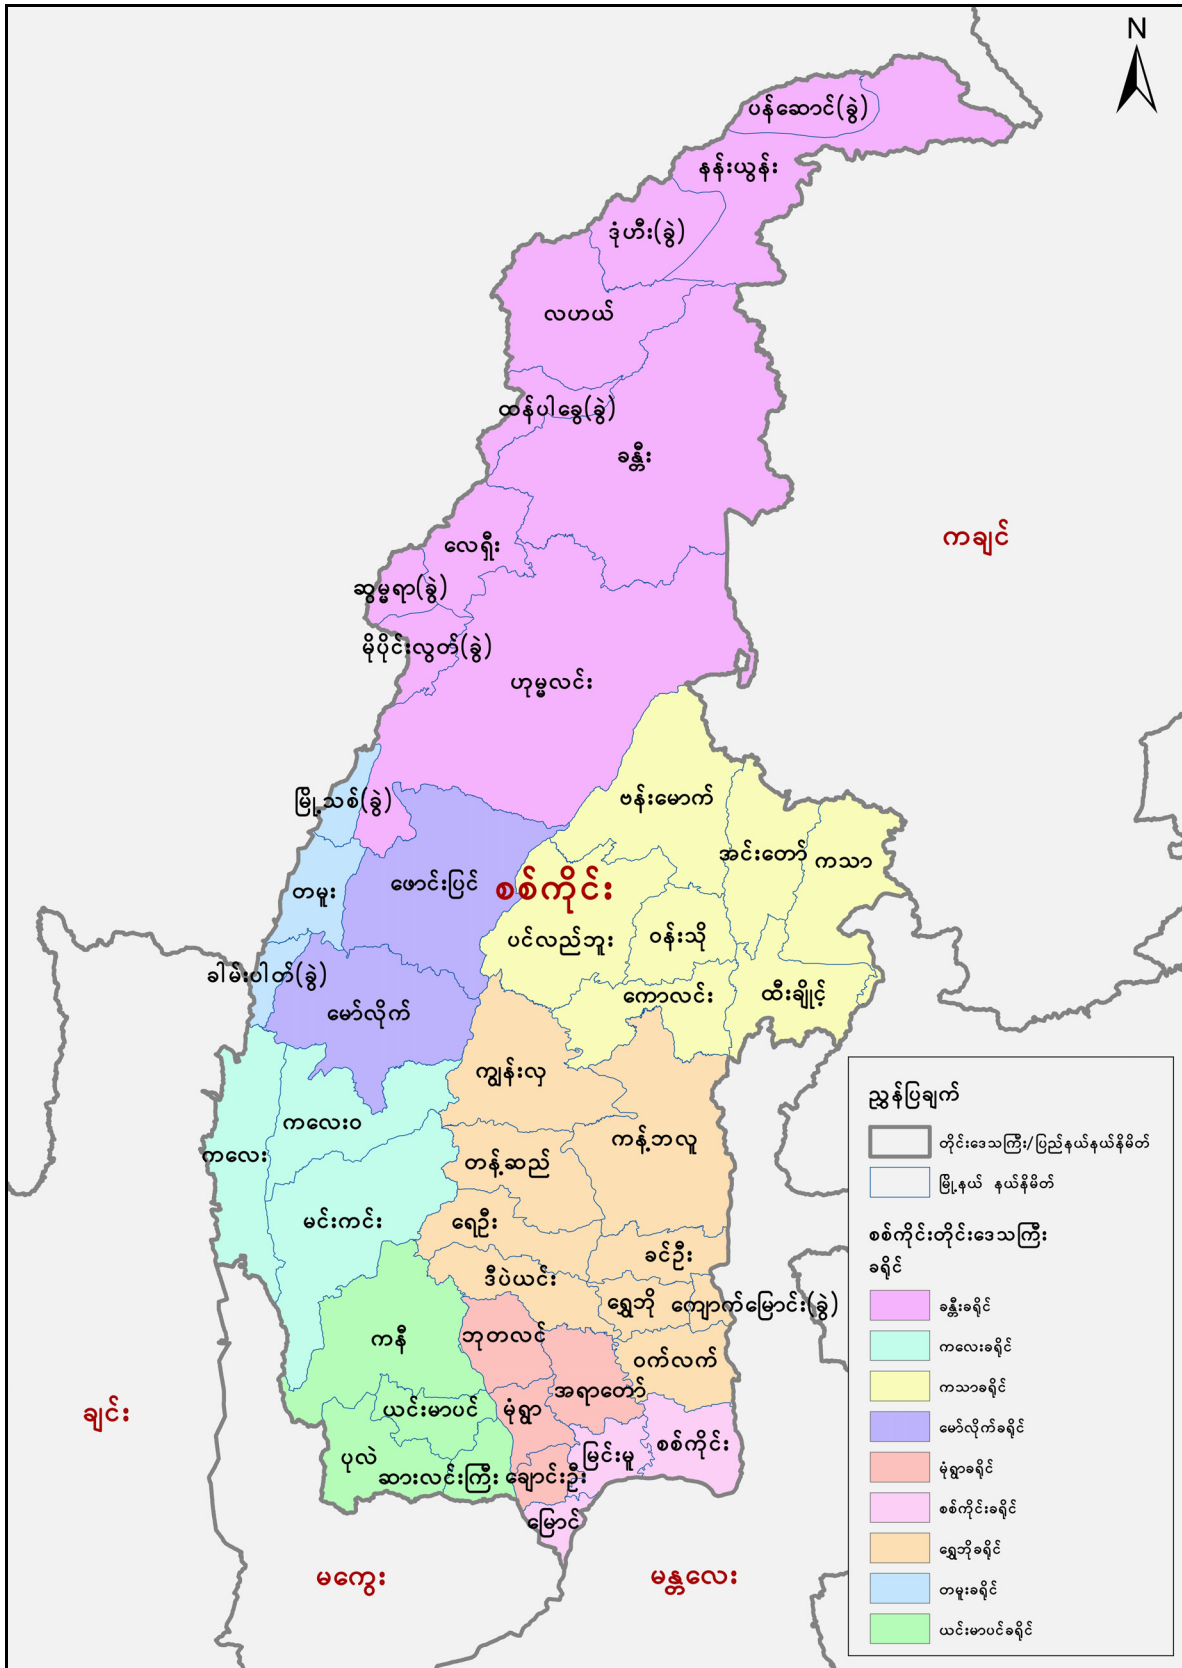 N
ပန်ဆောင်(ခွဲ)
နန်းယွန်း
ဒုံဟီး(ခွဲ)
လဟယ်
ထန်ပါခွေ(ခွဲ)
ခန္တီး
ကချင်
လေရှီး
ဆွမ္မရာ(ခွဲ)
မိုပိုင်းလွတ်(ခွဲ)
ဟုမ္မလင်း
မြို့သစ်(ခွဲ)
ဗန်းမောက်
အင်းတော်
ကသာ
တမူး
ဖောင်းပြင်
စစ်ကိုင်း
ပင်လည်ဘူး
ဝန်းသို
ခါမ်းပါတ်(ခွဲ)
မော်လိုက်
ကောလင်း
ထီးချိုင့်
ကျွန်းလှ
ကလေးဝ
ကန့်ဘလူ
ကလေး
တန့်ဆည်
မင်းကင်း
ရေဦး
ခင်ဦး
ဒီပဲယင်း
ရွှေဘို
ကျောက်မြောင်း(ခွဲ)
ကနီ
ဘုတလင်
ဝက်လက်
အရာတော်
ယင်းမာပင်
မုံရွာ
ချင်း
ပုလဲ
ဆားလင်းကြီး
ချောင်းဦး
မြင်းမူ
စစ်ကိုင်း
မြောင်
မကွေး
မန္တလေး
ညွှန်ပြချက်
တိုင်းဒေသကြီး/ပြည်နယ်နယ်နိမိတ်
မြို့နယ် နယ်နိမိတ်
စစ်ကိုင်းတိုင်းဒေသကြီး
ခရိုင်
ခန္တီးခရိုင်
ကလေးခရိုင်
ကသာခရိုင်
မော်လိုက်ခရိုင်
မုံရွာခရိုင်
စစ်ကိုင်းခရိုင်
ရွှေဘိုခရိုင်
တမူးခရိုင်
ယင်းမာပင်ခရိုင်